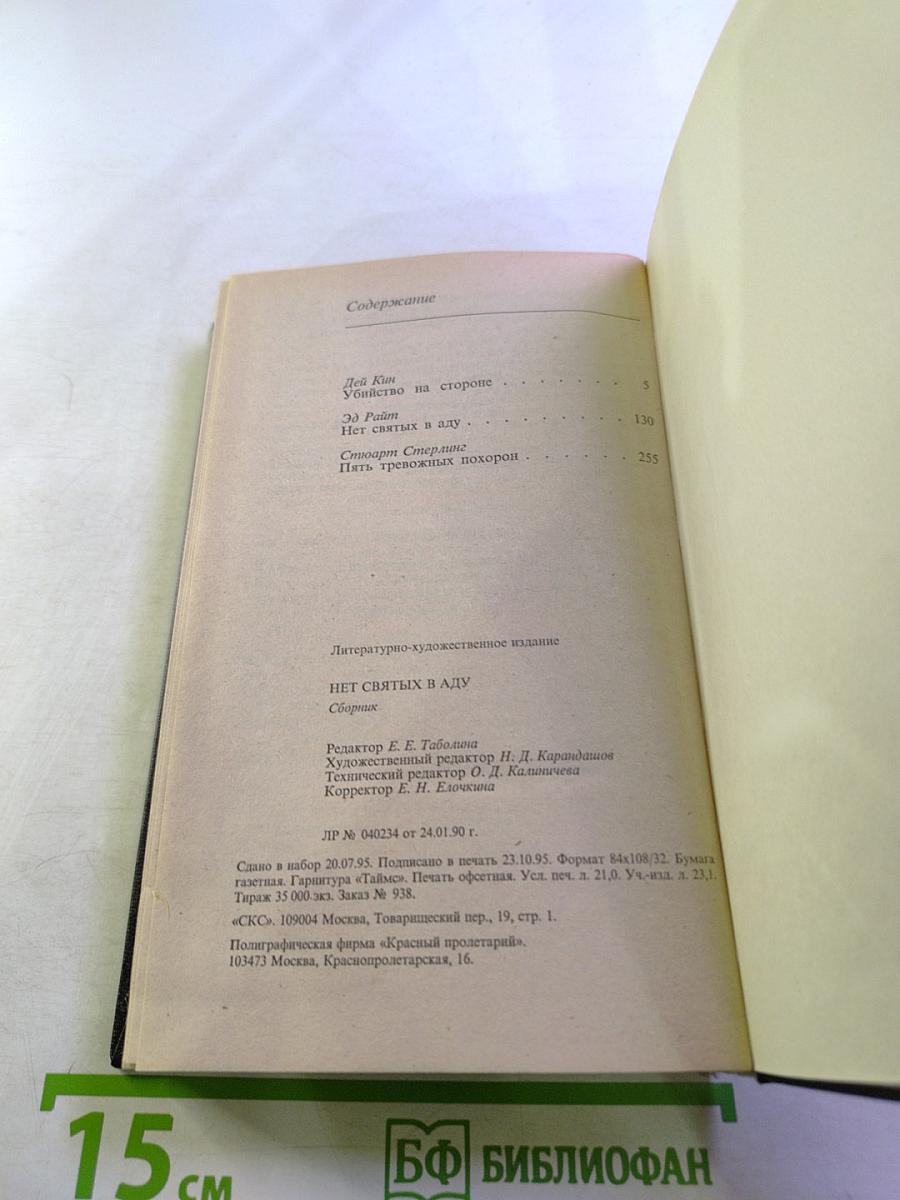 Содержание
Дей Кин
Убийство на стороне . . . . . . . 5
Эд Райт
Нет святых в аду . . . . . . . . . 130
Стюарт Стерлинг
Пять тревожных похорон . . . . . . 255
Литературно-художественное издание
НЕТ СВЯТЫХ В АДУ
Сборник
Редактор Е. Е. Таболина
Художественный редактор Н. Д. Карандашов
Технический редактор О. Д. Калиничева
Корректор Е. Н. Елочкина
ЛР № 040234 от 24.01.90 г.
Сдано в набор 20.07.95. Подписано в печать 23.10.95. Формат 84х108/32. Бумага
газетная. Гарнитура «Таймс». Печать офсетная. Усл. печ. л. 21,0. Уч.-изд. л. 23,1.
Тираж 35 000 экз. Заказ № 938.
«СКС». 109004 Москва, Товарищеский пер., 19, стр. 1.
Полиграфическая фирма «Красный пролетарий».
103473 Москва, Краснопролетарская, 16.
15 см
БФ БИБЛИОФАН